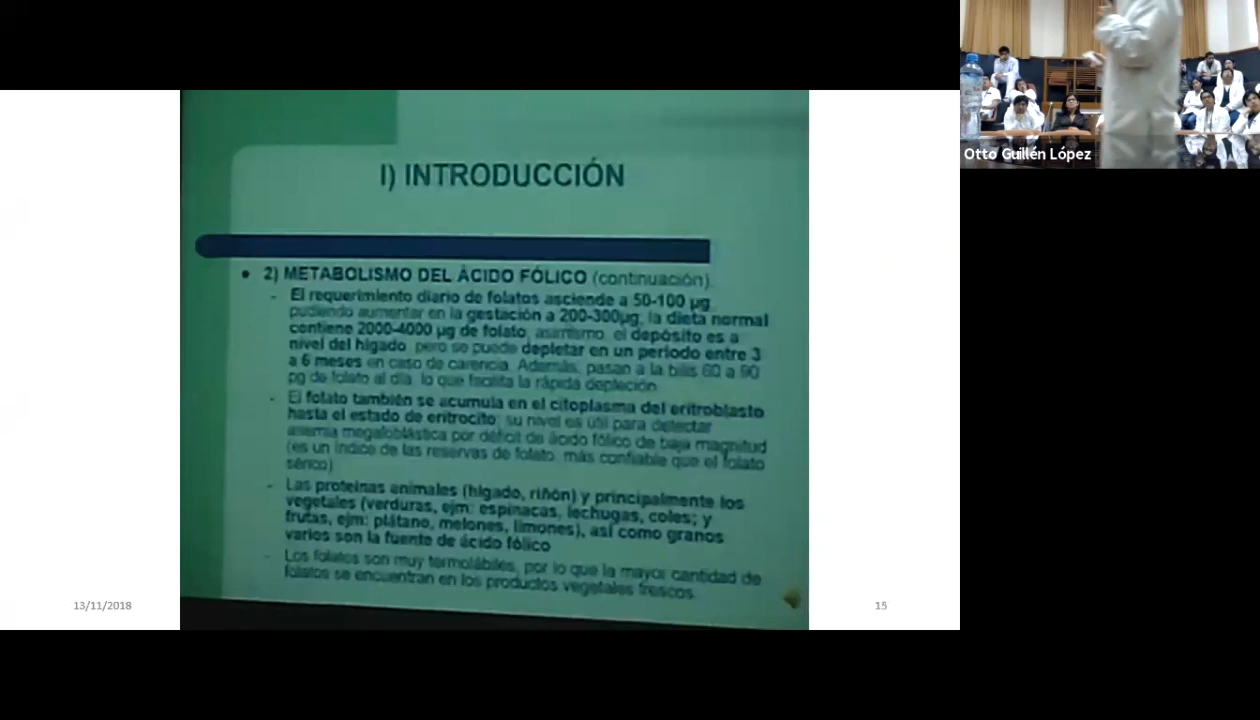 I) INTRODUCCIÓN
• 2) METABOLISMO DEL ÁCIDO FÓLICO (continuación).
- El requerimiento diario de folatos asciende a 50-100 µg,
pudiendo aumentar en la gestación a 200-300µg; la dieta normal
contiene 2000-4000 µg de folato; asimismo, el depósito es a
nivel del hígado, pero se puede depletar en un periodo entre 3
a 6 meses en caso de carencia. Además, pasan a la bilis 60 a 90
µg de folato al día, lo que facilita la rápida depleción.
- El folato también se acumula en el citoplasma del eritroblasto
hasta el estado de eritrocito; su nivel es útil para detectar
anemia megaloblástica por déficit de ácido fólico de baja magnitud
(es un índice de las reservas de folato, más confiable que el folato
sérico)
- Las proteínas animales (hígado, riñón) y principalmente los
vegetales (verduras, ejm: espinacas, lechugas, coles; y
frutas, ejm: plátano, melones, limones), así como granos
varios son la fuente de ácido fólico
- Los folatos son muy termolábiles, por lo que la mayor cantidad de
folatos se encuentran en los productos vegetales frescos.
13/11/2018
15
Otto Guillén López